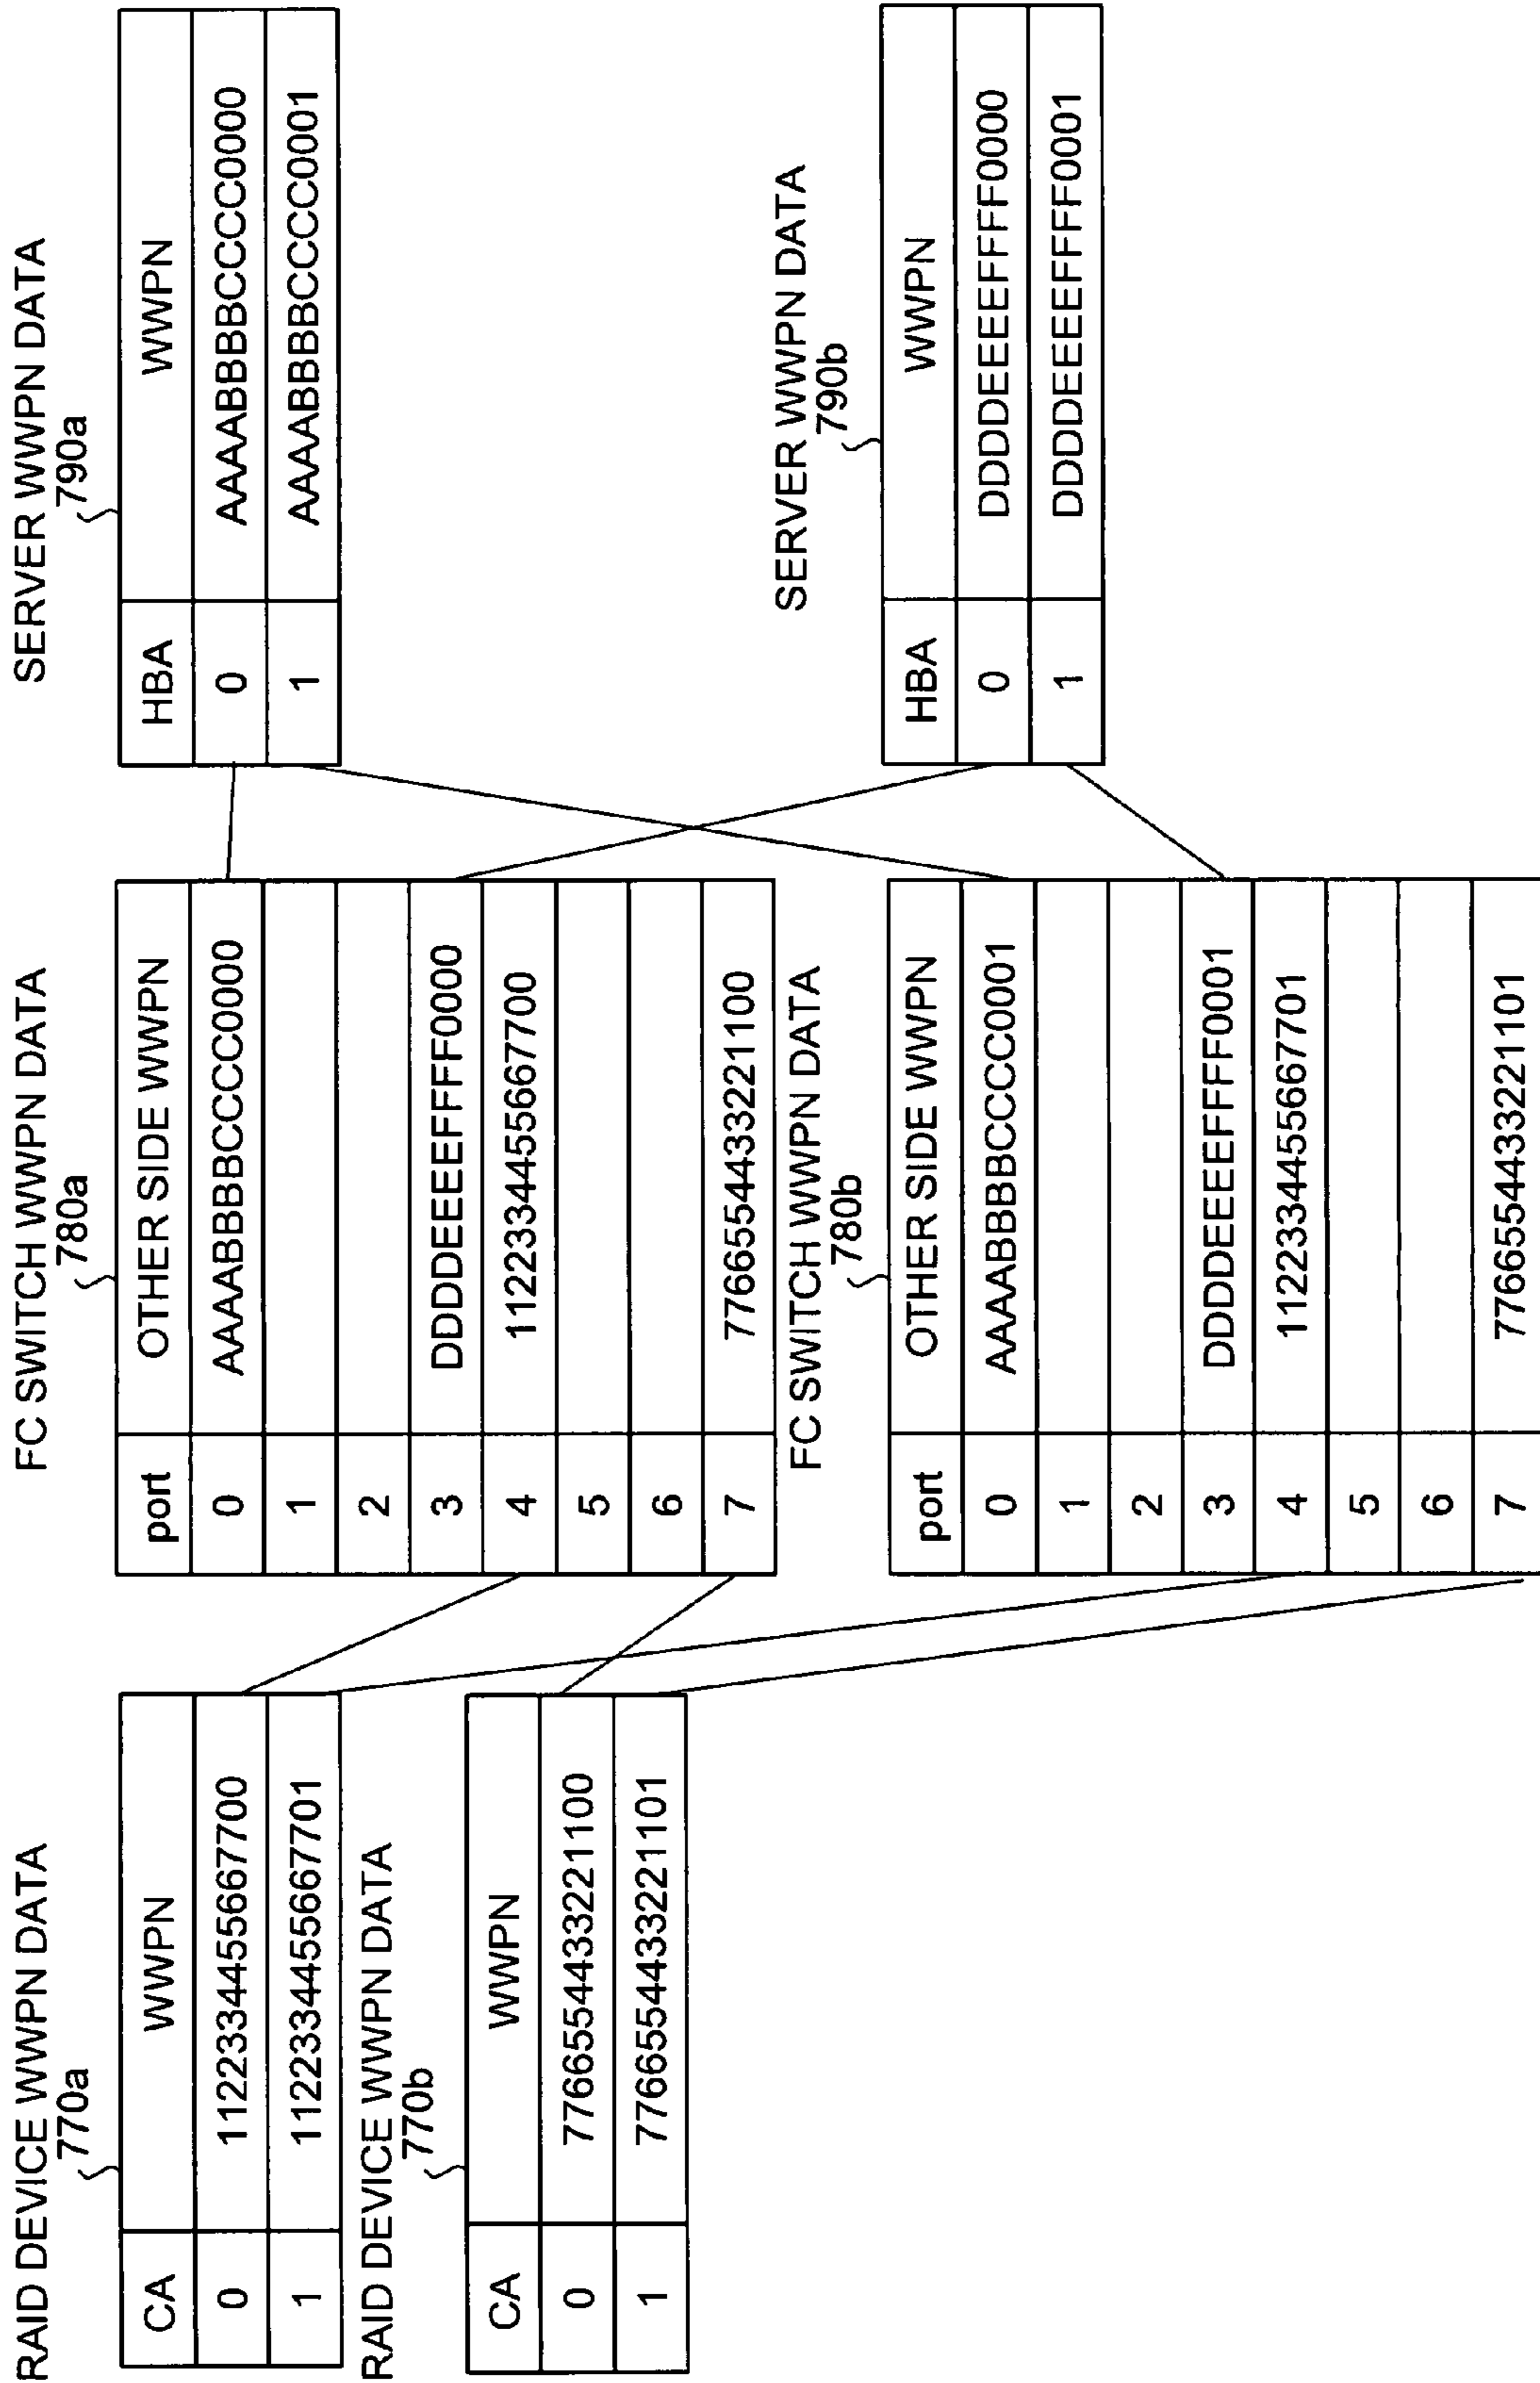 RAID DEVICE WWPN DATA
770a
CA WWPN
0 1122334455667700
1 1122334455667701
RAID DEVICE WWPN DATA
770b
CA WWPN
0 7766554433221100
1 7766554433221101
FC SWITCH WWPN DATA
780a
port OTHER SIDE WWPN
0 AAAABBBBCCCC0000
1
2
3 DDDDEEEEFFFF0000
4 1122334455667700
5
6
7 7766554433221100
FC SWITCH WWPN DATA
780b
port OTHER SIDE WWPN
0 AAAABBBBCCCC0001
1
2
3 DDDDEEEEFFFF0001
4 1122334455667701
5
6
7 7766554433221101
SERVER WWPN DATA
790a
HBA WWPN
0 AAAABBBBCCCC0000
1 AAAABBBBCCCC0001
SERVER WWPN DATA
790b
HBA WWPN
0 DDDDEEEEFFFF0000
1 DDDDEEEEFFFF0001